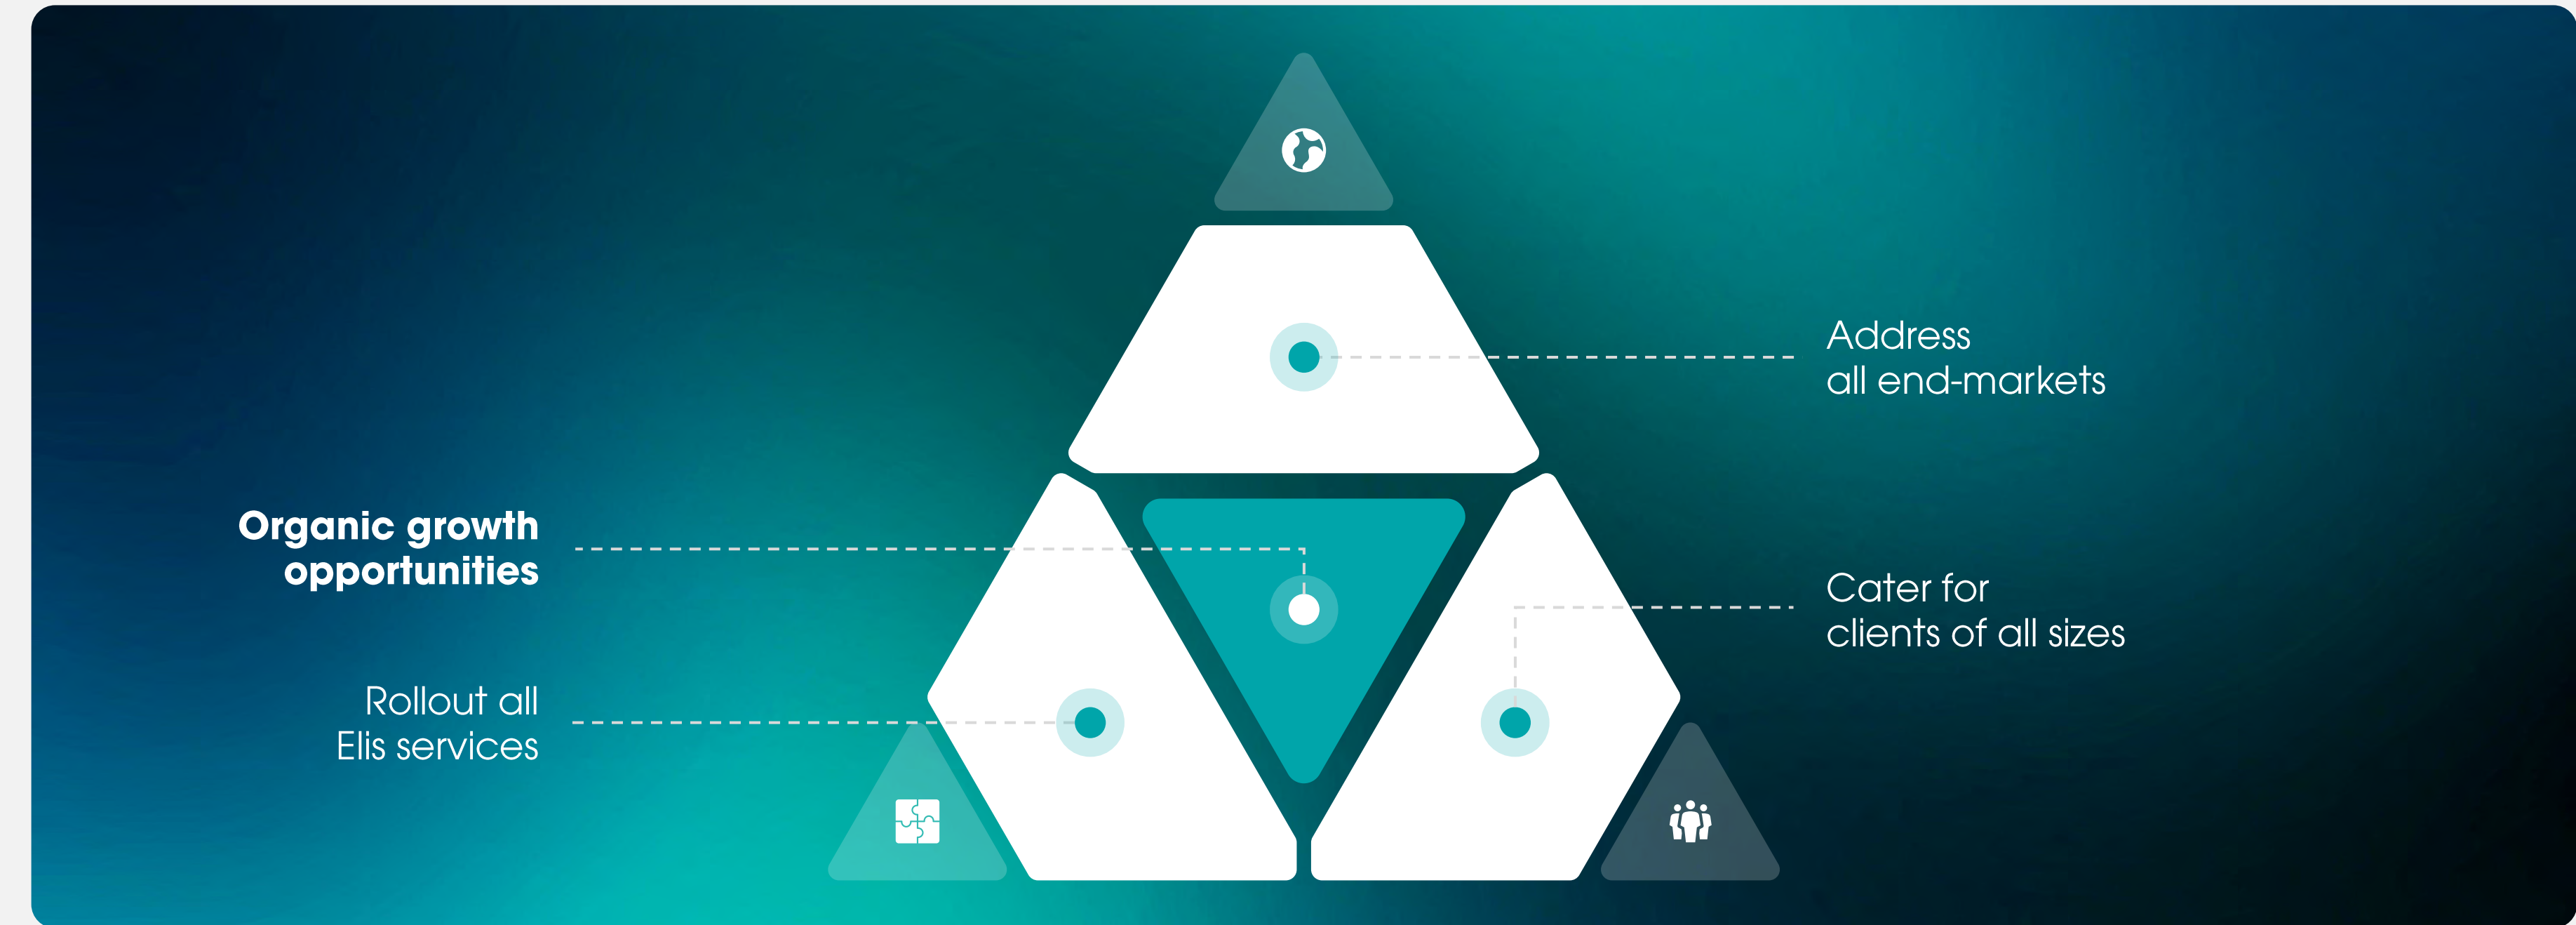 Address
all end-markets
Organic growth
opportunities
Cater for
clients of all sizes
Rollout all
Elis services